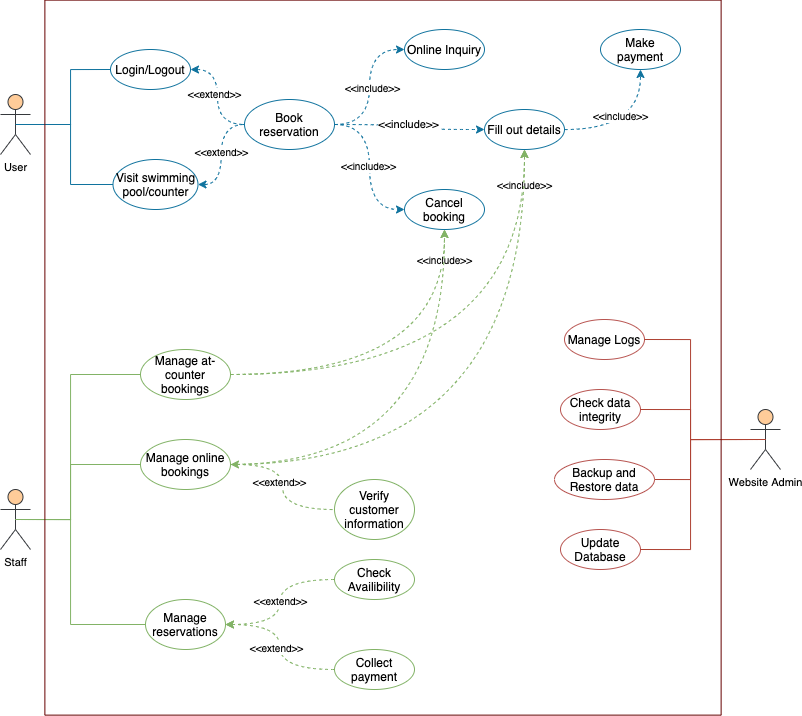 Make
payment
Online Inquiry
Login/Logout
<<include>>
<<extend>>
Book
reservation
<<include>>
Fill out details
<<include>>
User
<<extend>>
<<include>>
Visit swimming
pool/counter
<<include>>
Cancel
booking
<<include>>
Manage Logs
Manage at-
counter
bookings
Check data
integrity
Manage online
bookings
Backup and
Restore data
Website Admin
<<extend>>
Verify
customer
information
Update
Database
Staff
Check
Availibility
<<extend>>
Manage
reservations
<<extend>>
Collect
payment